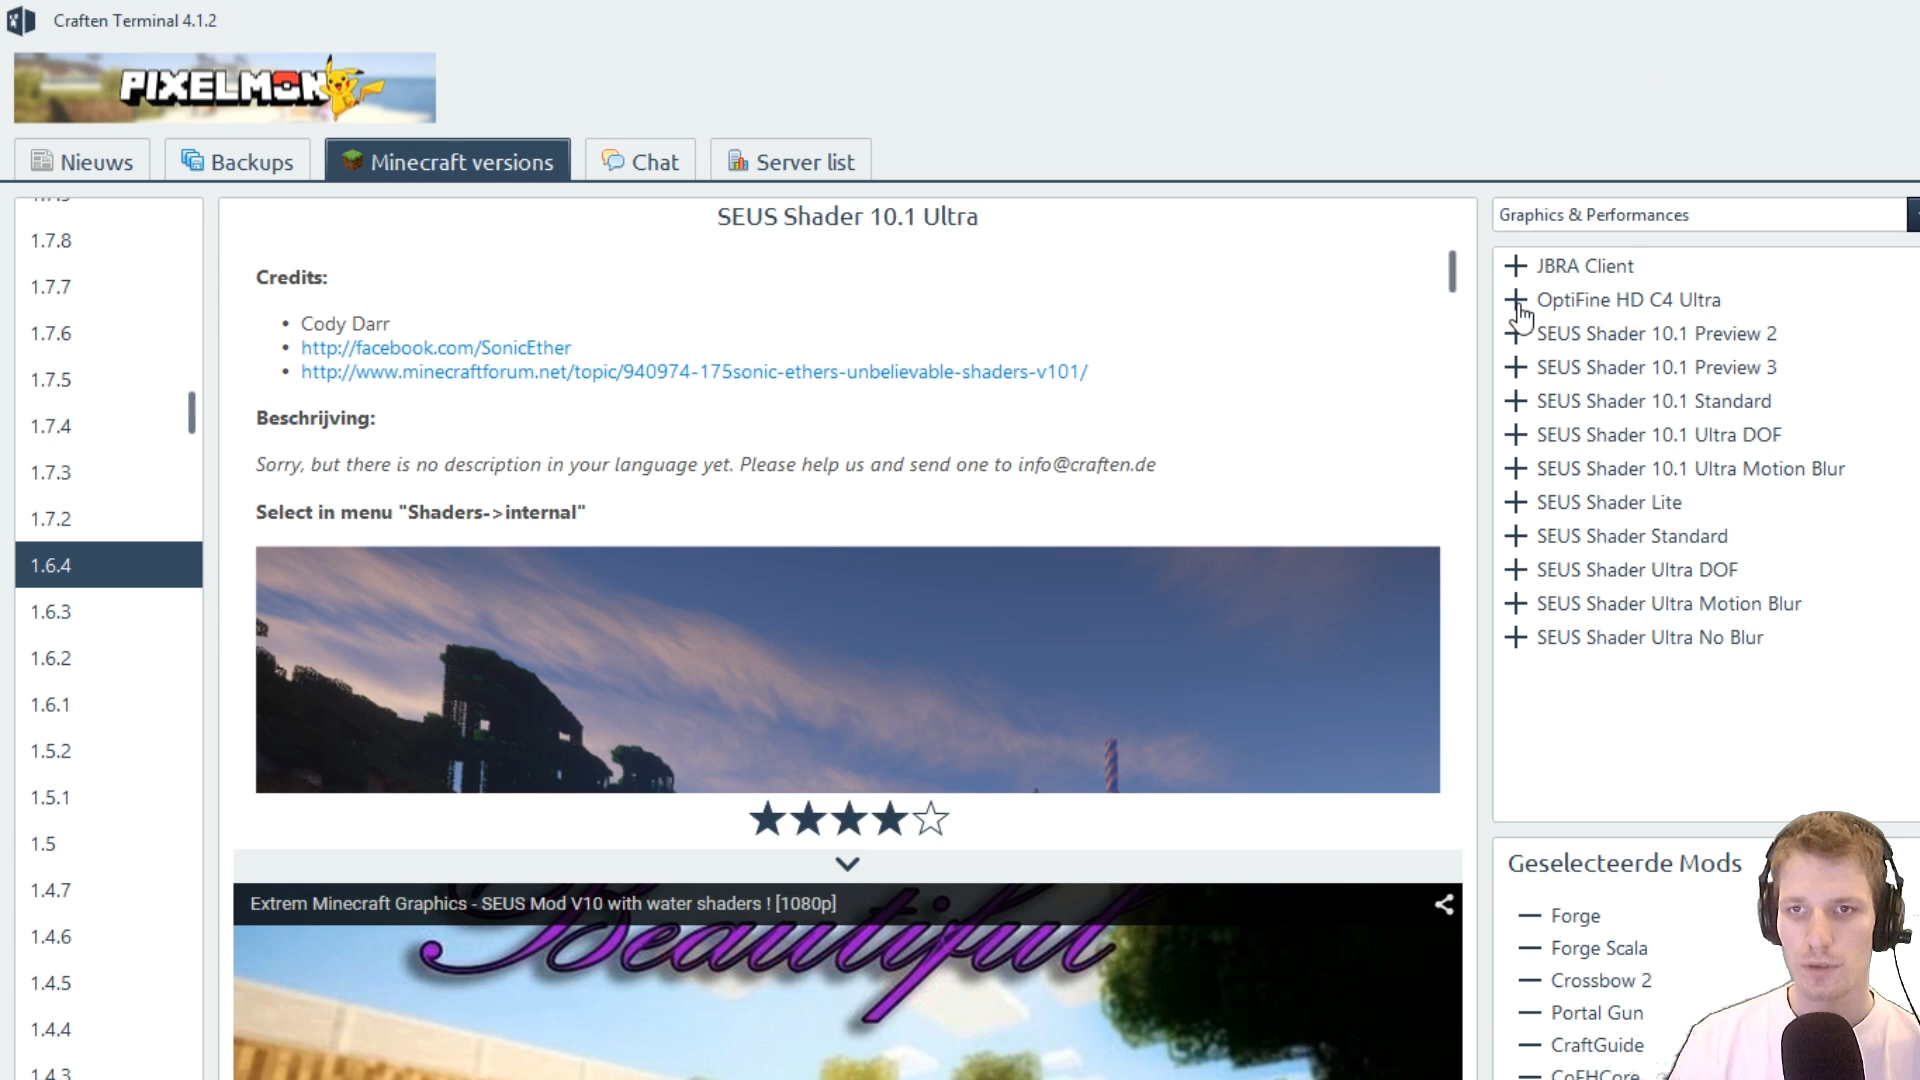 Craften Terminal 4.1.2
PIXELMON
Nieuws
Backups
Minecraft versions
Chat
Server list
1.7.8
1.7.7
1.7.6
1.7.5
1.7.4
1.7.3
1.7.2
1.6.4
1.6.3
1.6.2
1.6.1
1.5.2
1.5.1
1.5
1.4.7
1.4.6
1.4.5
1.4.4
1.4.3
SEUS Shader 10.1 Ultra
Credits:
• Cody Darr
• http://facebook.com/SonicEther
• http://www.minecraftforum.net/topic/940974-175sonic-ethers-unbelievable-shaders-v101/
Beschrijving:
Sorry, but there is no description in your language yet. Please help us and send one to info@craften.de
Select in menu "Shaders->internal"
Extrem Minecraft Graphics - SEUS Mod V10 with water shaders ! [1080p]
Beautiful
Graphics & Performances
JBRA Client
OptiFine HD C4 Ultra
SEUS Shader 10.1 Preview 2
SEUS Shader 10.1 Preview 3
SEUS Shader 10.1 Standard
SEUS Shader 10.1 Ultra DOF
SEUS Shader 10.1 Ultra Motion Blur
SEUS Shader Lite
SEUS Shader Standard
SEUS Shader Ultra DOF
SEUS Shader Ultra Motion Blur
SEUS Shader Ultra No Blur
Geselecteerde Mods
Forge
Forge Scala
Crossbow 2
Portal Gun
CraftGuide
CoFHCore